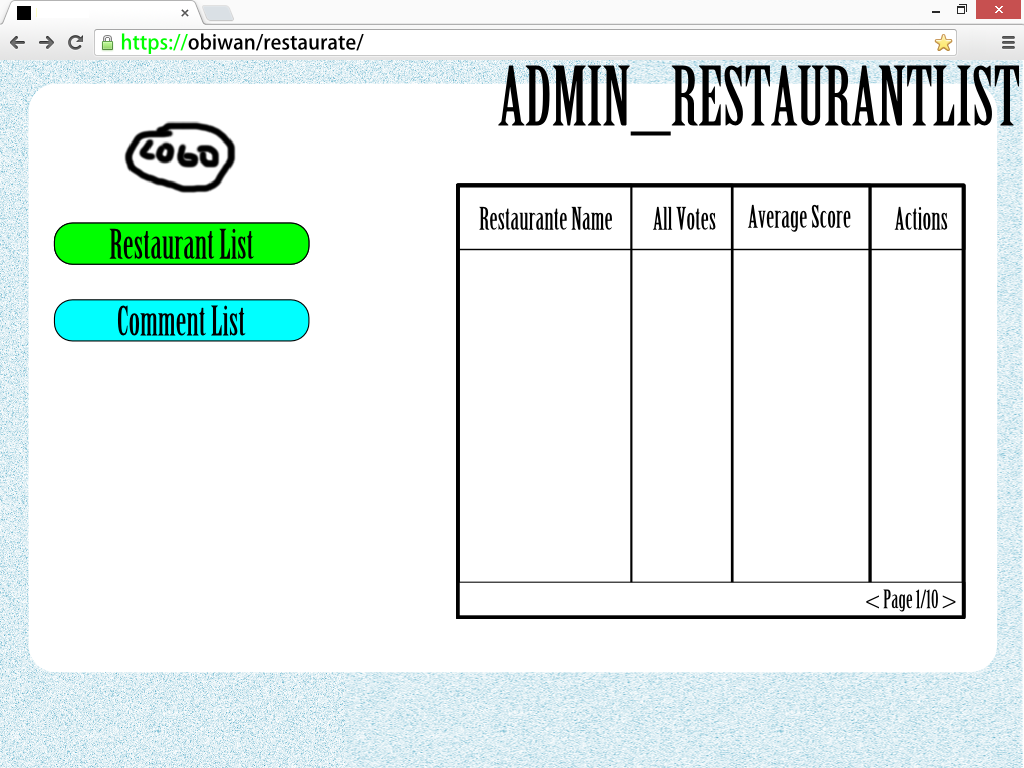 https://obiwan/restaurate/
ADMIN_RESTAURANTLIST
LOGO
Restaurant List
Comment List
Restaurante Name All Votes Average Score Actions
< Page 1/10 >